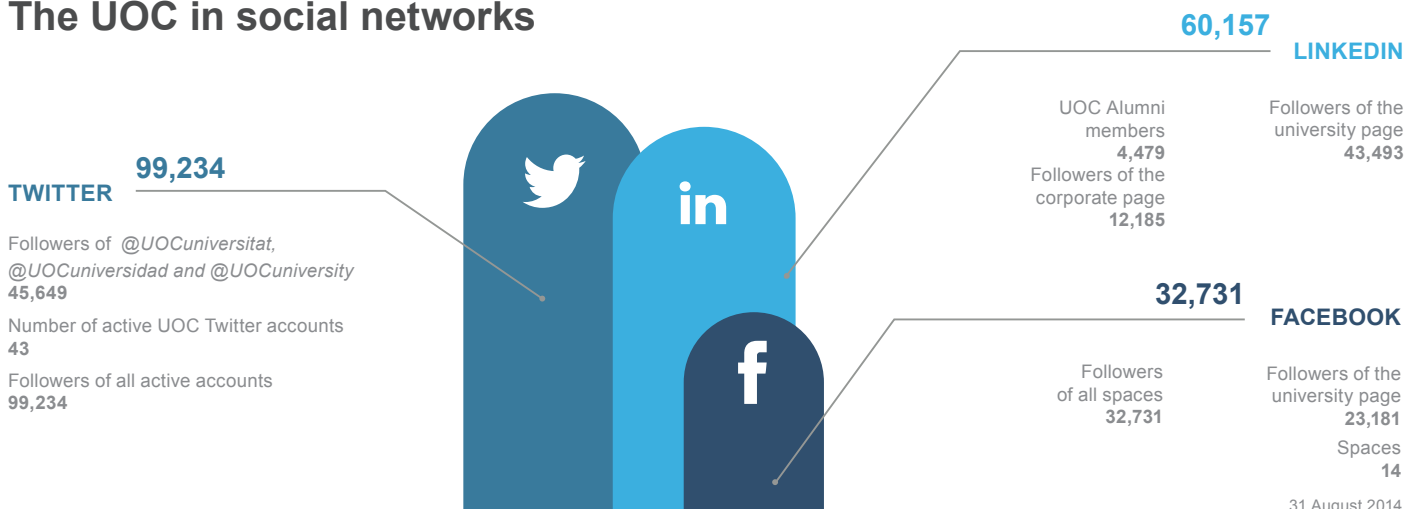 The UOC in social networks
99,234
TWITTER
Followers of @UOCuniversitat,
@UOCuniversidad and @UOCuniversity
45,649
Number of active UOC Twitter accounts
43
Followers of all active accounts
99,234
in
f
60,157
LINKEDIN
UOC Alumni
members
4,479
Followers of the
corporate page
12,185
Followers of the
university page
43,493
32,731
FACEBOOK
Followers
of all spaces
32,731
Followers of the
university page
23,181
Spaces
14
31 August 2014